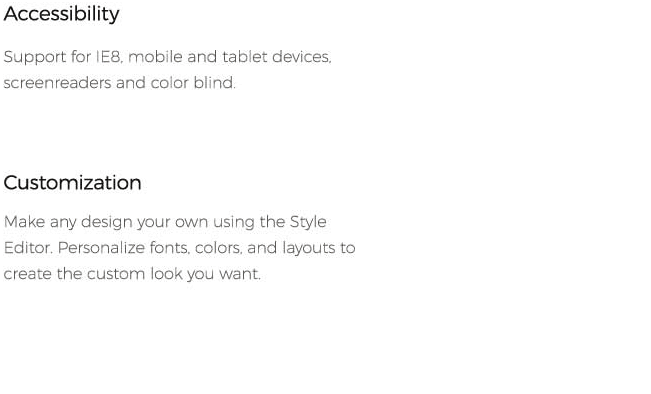 Accessibility
Support for IE8, mobile and tablet devices,
screenreaders and color blind.
Customization
Make any design your own using the Style
Editor. Personalize fonts, colors, and layouts to
create the custom look you want.